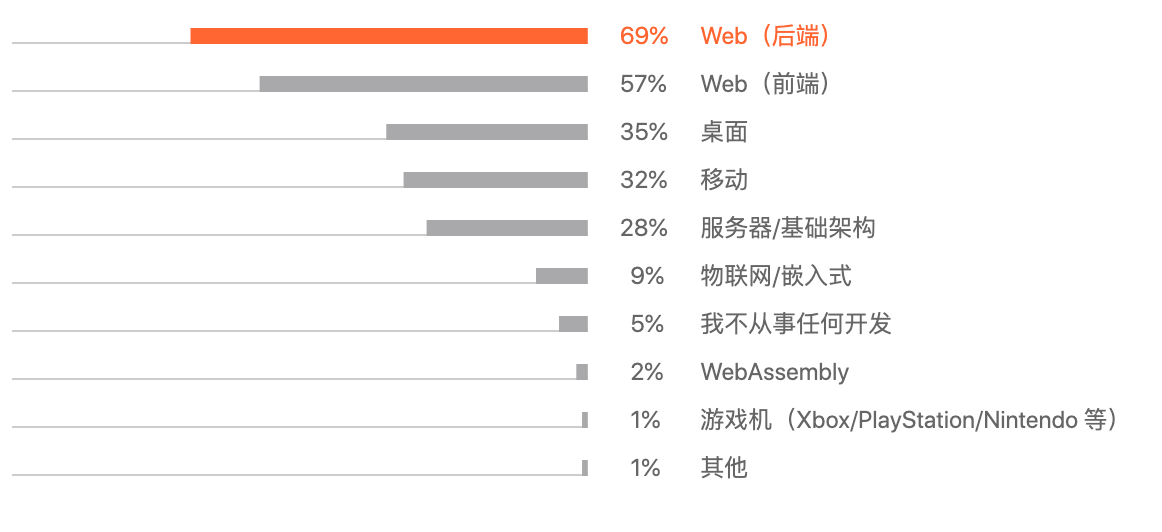 69% Web（后端）
57% Web（前端）
35% 桌面
32% 移动
28% 服务器/基础架构
9% 物联网/嵌入式
5% 我不从事任何开发
2% WebAssembly
1% 游戏机（Xbox/PlayStation/Nintendo 等）
1% 其他